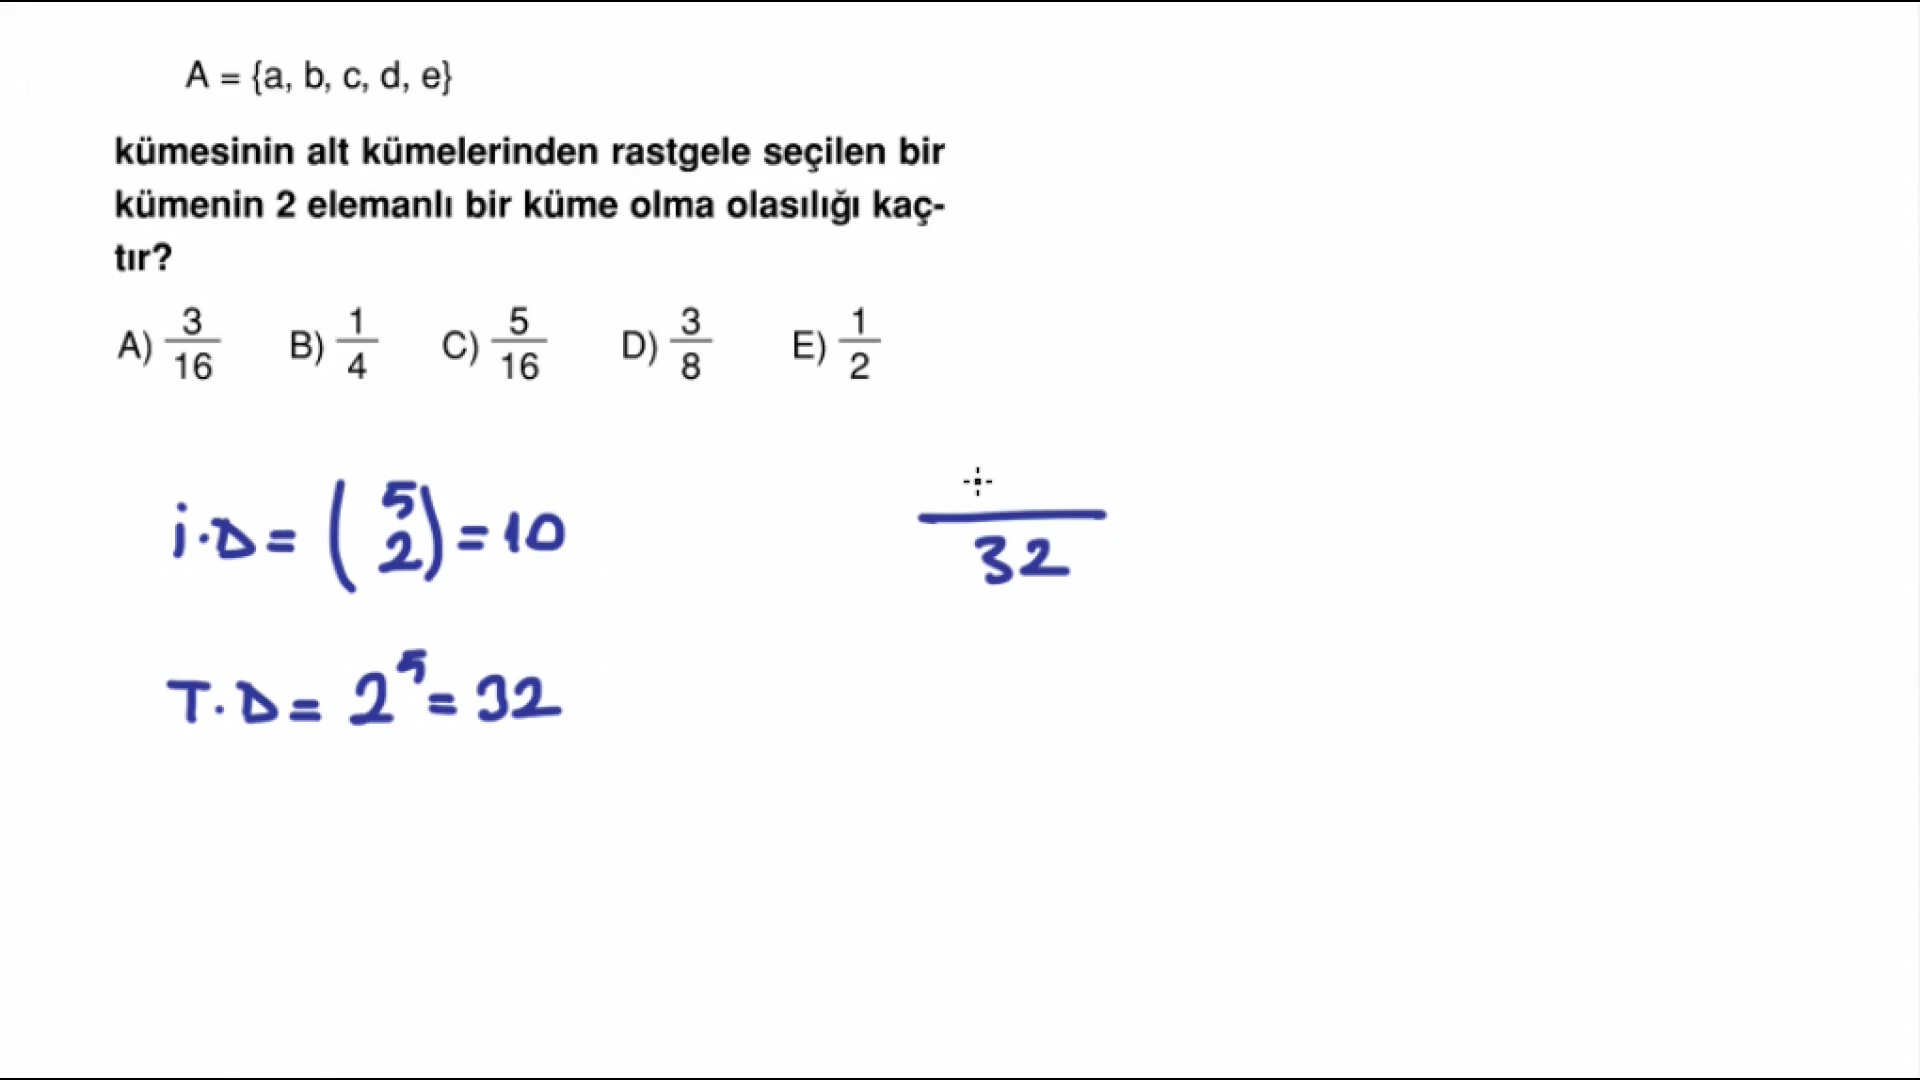 A = {a, b, c, d, e}
kümesinin alt kümelerinden rastgele seçilen bir
kümenin 2 elemanlı bir küme olma olasılığı kaç-
tır?
A) 3/16 B) 1/4 C) 5/16 D) 3/8 E) 1/2
i.D = (5 2) = 10
32
T.D = 2^5 = 32